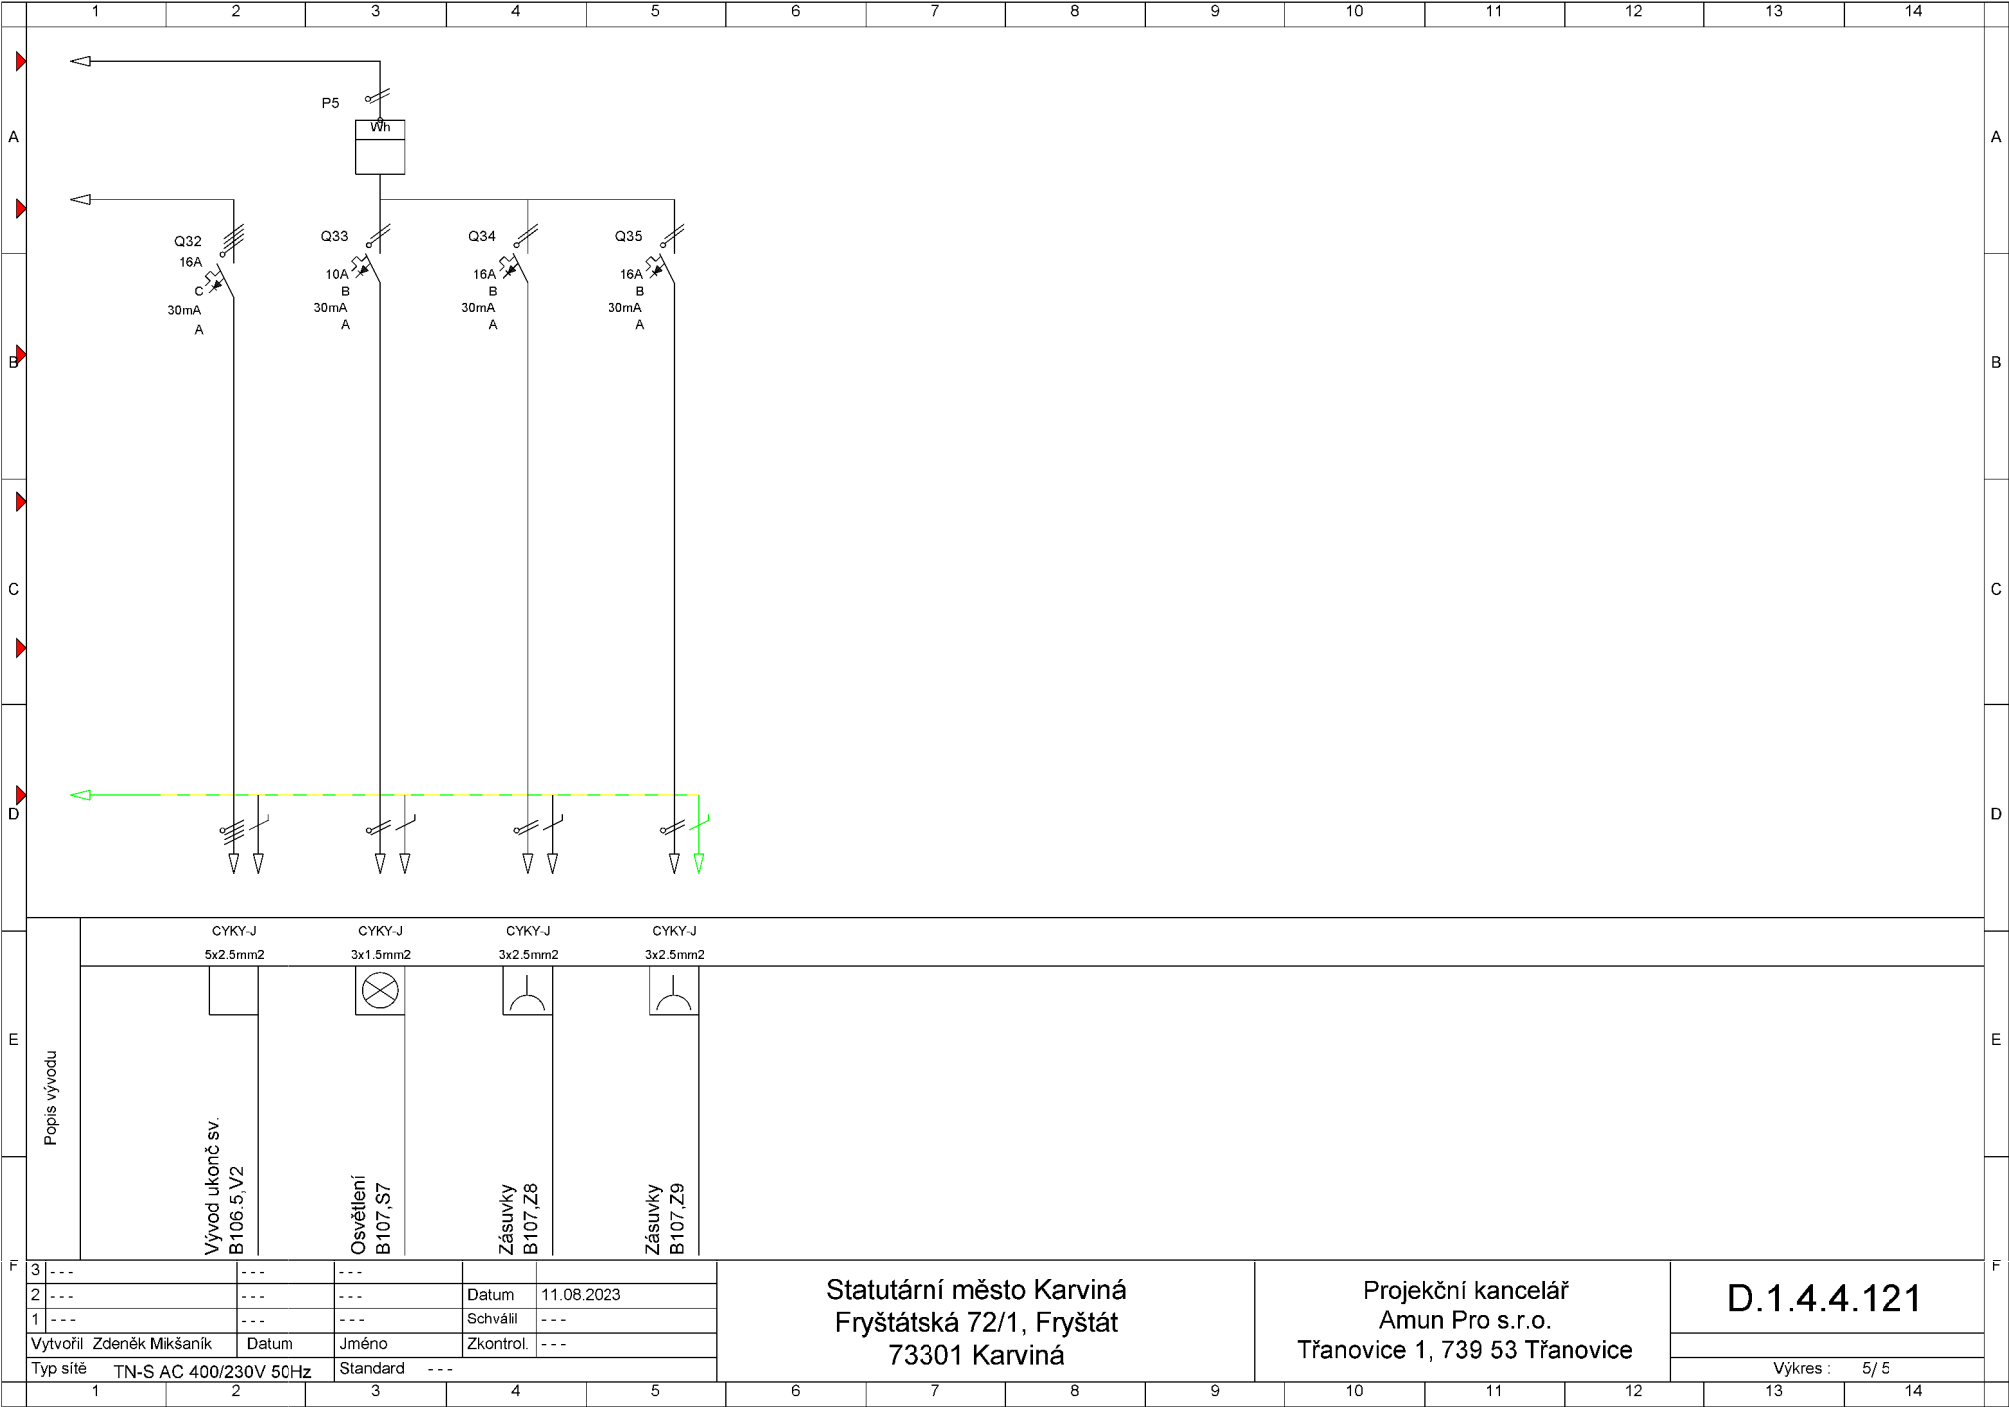 1 2 3 4 5 6 7 8 9 10 11 12 13 14
P5
Wh
A A
Q32 Q33 Q34 Q35
16A 10A 16A 16A
C B B B
30mA 30mA 30mA 30mA
A A A A
B B
C C
D D
CYKY-J CYKY-J CYKY-J CYKY-J
5x2.5mm2 3x1.5mm2 3x2.5mm2 3x2.5mm2
E E
Popis vývodu
Vývod ukonč sv.
B106.5,V2
Osvětlení
B107,S7
Zásuvky
B107,Z8
Zásuvky
B107,Z9
F F
3 --- --- ---
2 --- --- --- Datum 11.08.2023
1 --- --- --- Schválil ---
Vytvořil Zdeněk Mikšaník Datum Jméno Zkontrol. ---
Typ sítě TN-S AC 400/230V 50Hz Standard ---
Statutární město Karviná
Fryštátská 72/1, Fryštát
73301 Karviná
Projekční kancelář
Amun Pro s.r.o.
Třanovice 1, 739 53 Třanovice
D.1.4.4.121
Výkres : 5/ 5
1 2 3 4 5 6 7 8 9 10 11 12 13 14